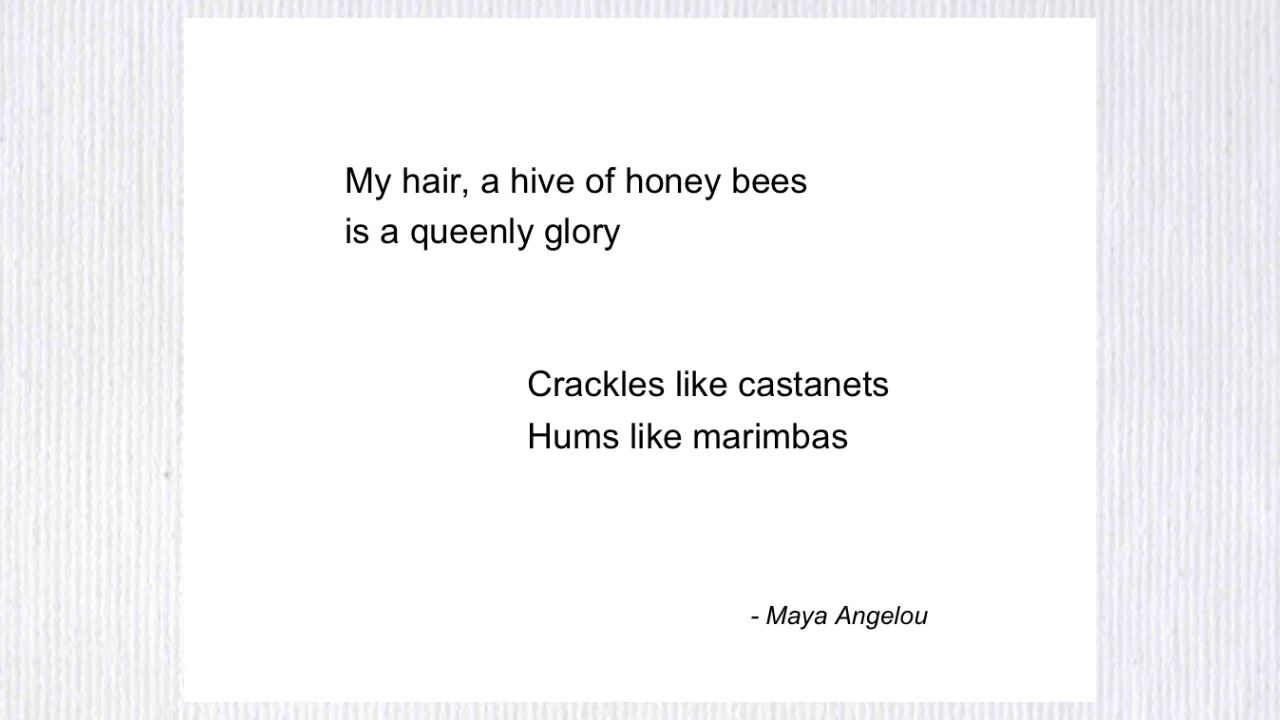 My hair, a hive of honey bees
is a queenly glory
Crackles like castanets
Hums like marimbas
- Maya Angelou